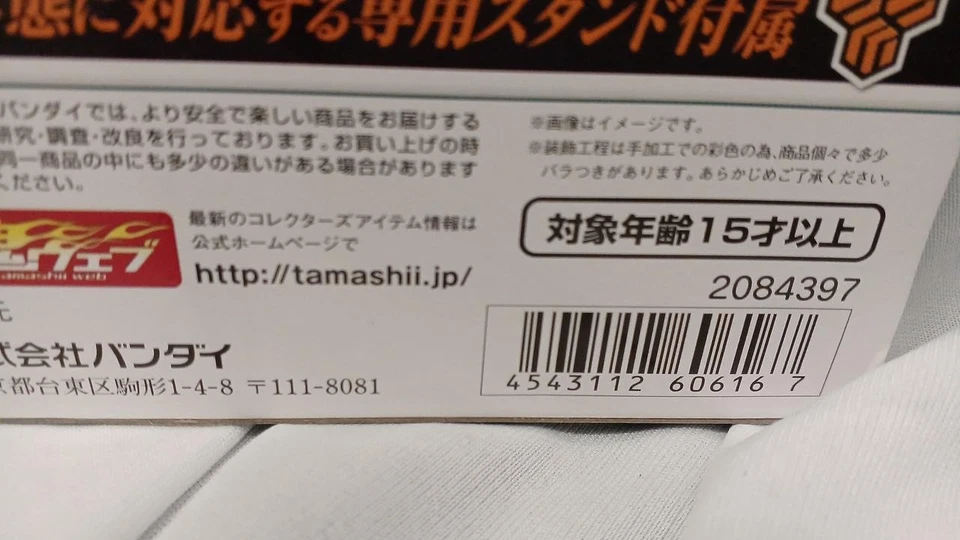 態に対応する専用スタンド付属
バンダイでは、より安全で楽しい商品をお届けする
研究・調査・改良を行っております。お買い上げの時
同一商品の中にも多少の違いがある場合があります
ください。
※画像はイメージです。
※装飾工程は手加工での彩色の為、商品個々で多少
バラつきがあります。あらかじめご了承ください。
ェブ
amashii web
最新のコレクターズアイテム情報は
公式ホームページで
http://tamashii.jp/
対象年齢15才以上
2084397
元
式会社 バンダイ
京都台東区駒形1-4-8 〒111-8081
4543112 60616 7